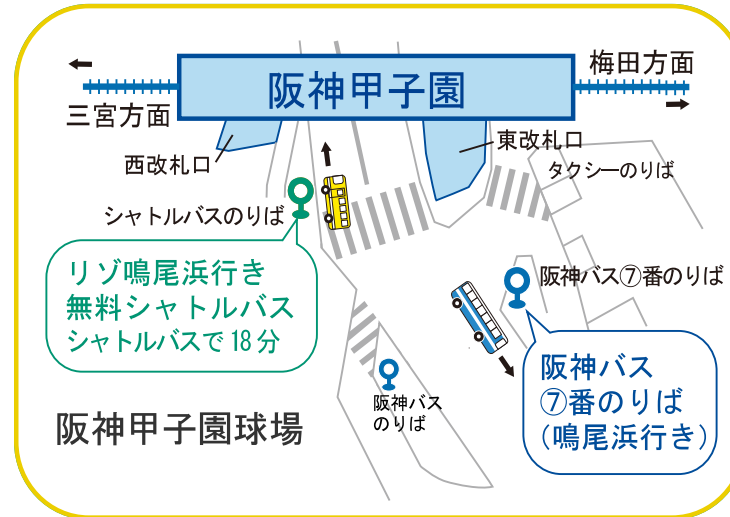 梅田方面
阪神甲子園
三宮方面
西改札口
東改札口
タクシーのりば
シャトルバスのりば
リゾ鳴尾浜行き
無料シャトルバス
シャトルバスで18分
阪神バス⑦番のりば
阪神バス
⑦番のりば
(鳴尾浜行き)
阪神バス
のりば
阪神甲子園球場